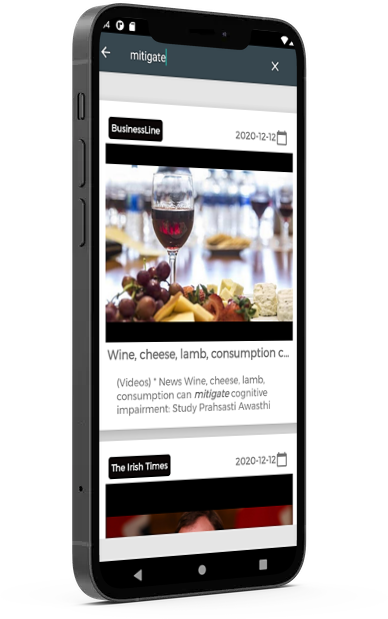 mitigate
BusinessLine
2020-12-12
Wine, cheese, lamb, consumption c...
(Videos) * News Wine, cheese, lamb,
consumption can mitigate cognitive
impairment: Study Prahsasti Awasthi
The Irish Times
2020-12-12